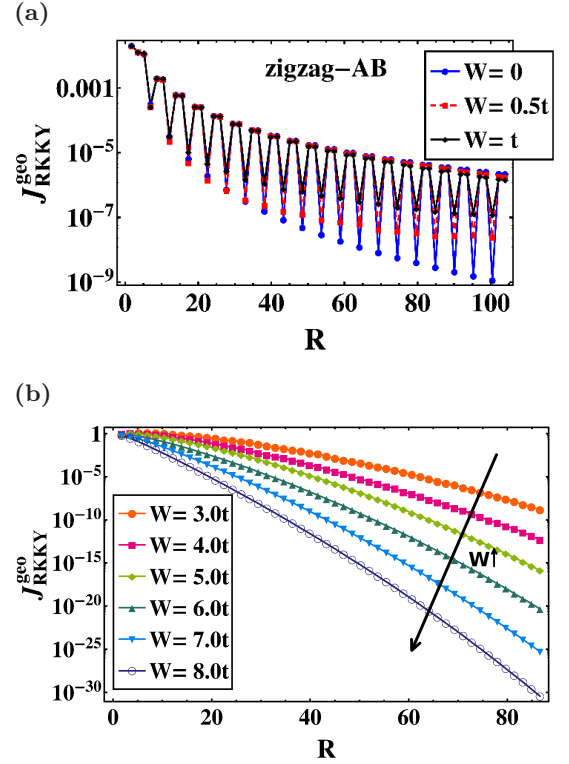 (a)
zigzag-AB
W= 0
W= 0.5t
W= t
0.001
10^-5
10^-7
10^-9
J^geo_RKKY
0 20 40 60 80 100
R
(b)
1
10^-5
10^-10
10^-15
10^-20
10^-25
10^-30
J^geo_RKKY
W= 3.0t
W= 4.0t
W= 5.0t
W= 6.0t
W= 7.0t
W= 8.0t
W↑
0 20 40 60 80
R